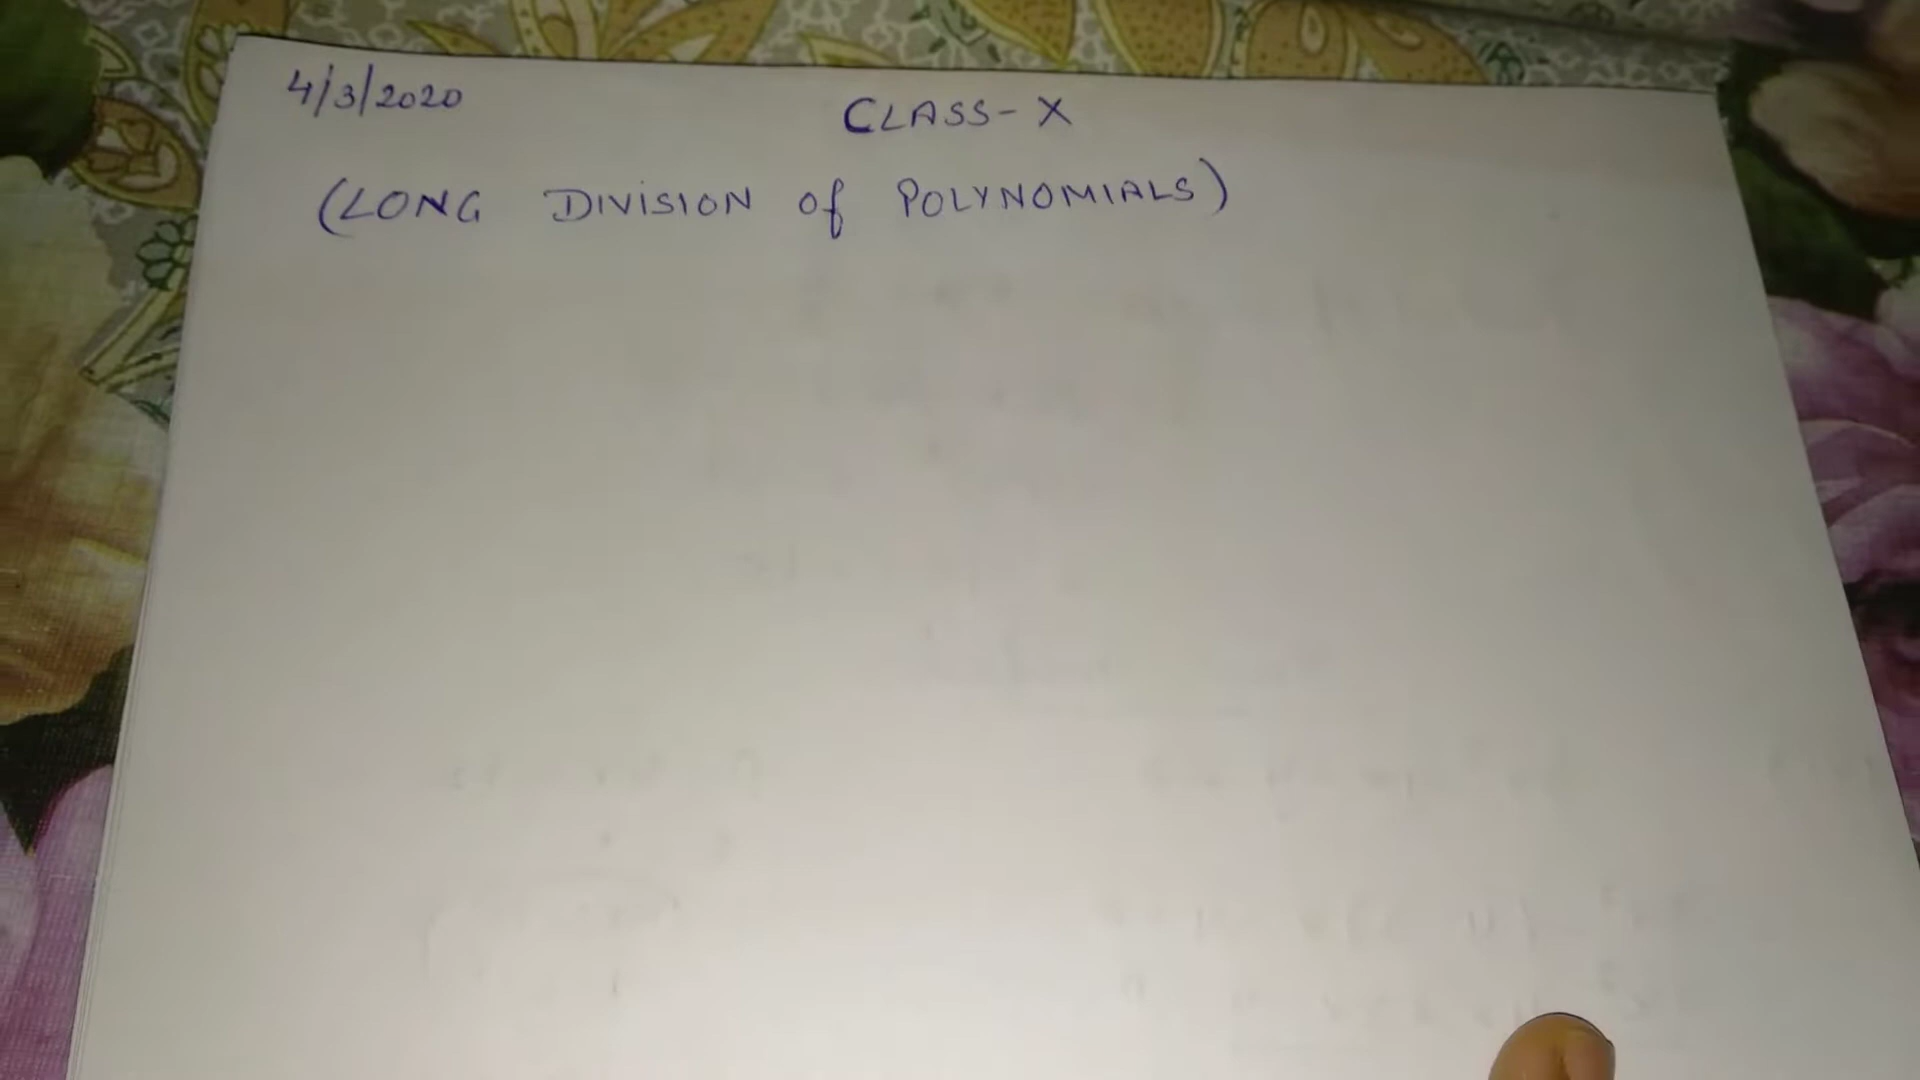 4/3/2020
CLASS-X
(LONG DIVISION of POLYNOMIALS)